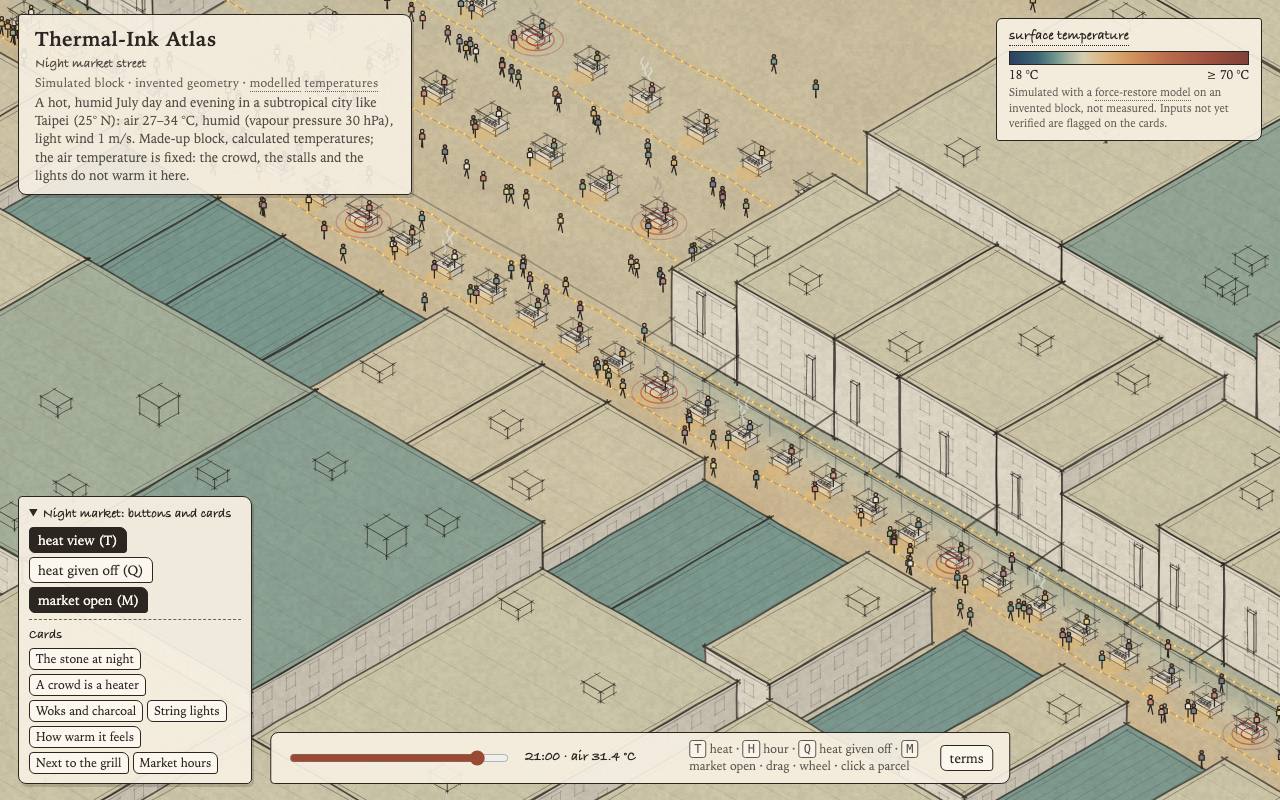 Thermal-Ink Atlas
Night market street
Simulated block · invented geometry · modelled temperatures
A hot, humid July day and evening in a subtropical city like
Taipei (25° N): air 27–34 °C, humid (vapour pressure 30 hPa),
light wind 1 m/s. Made-up block, calculated temperatures;
the air temperature is fixed: the crowd, the stalls and the
lights do not warm it here.
surface temperature
18 °C ≥ 70 °C
Simulated with a force-restore model on an
invented block, not measured. Inputs not yet
verified are flagged on the cards.
▼ Night market: buttons and cards
heat view (T)
heat given off (Q)
market open (M)
Cards
The stone at night
A crowd is a heater
Woks and charcoal String lights
How warm it feels
Next to the grill Market hours
21:00 · air 31.4 °C
T heat · H hour · Q heat given off · M
market open · drag · wheel · click a parcel
terms